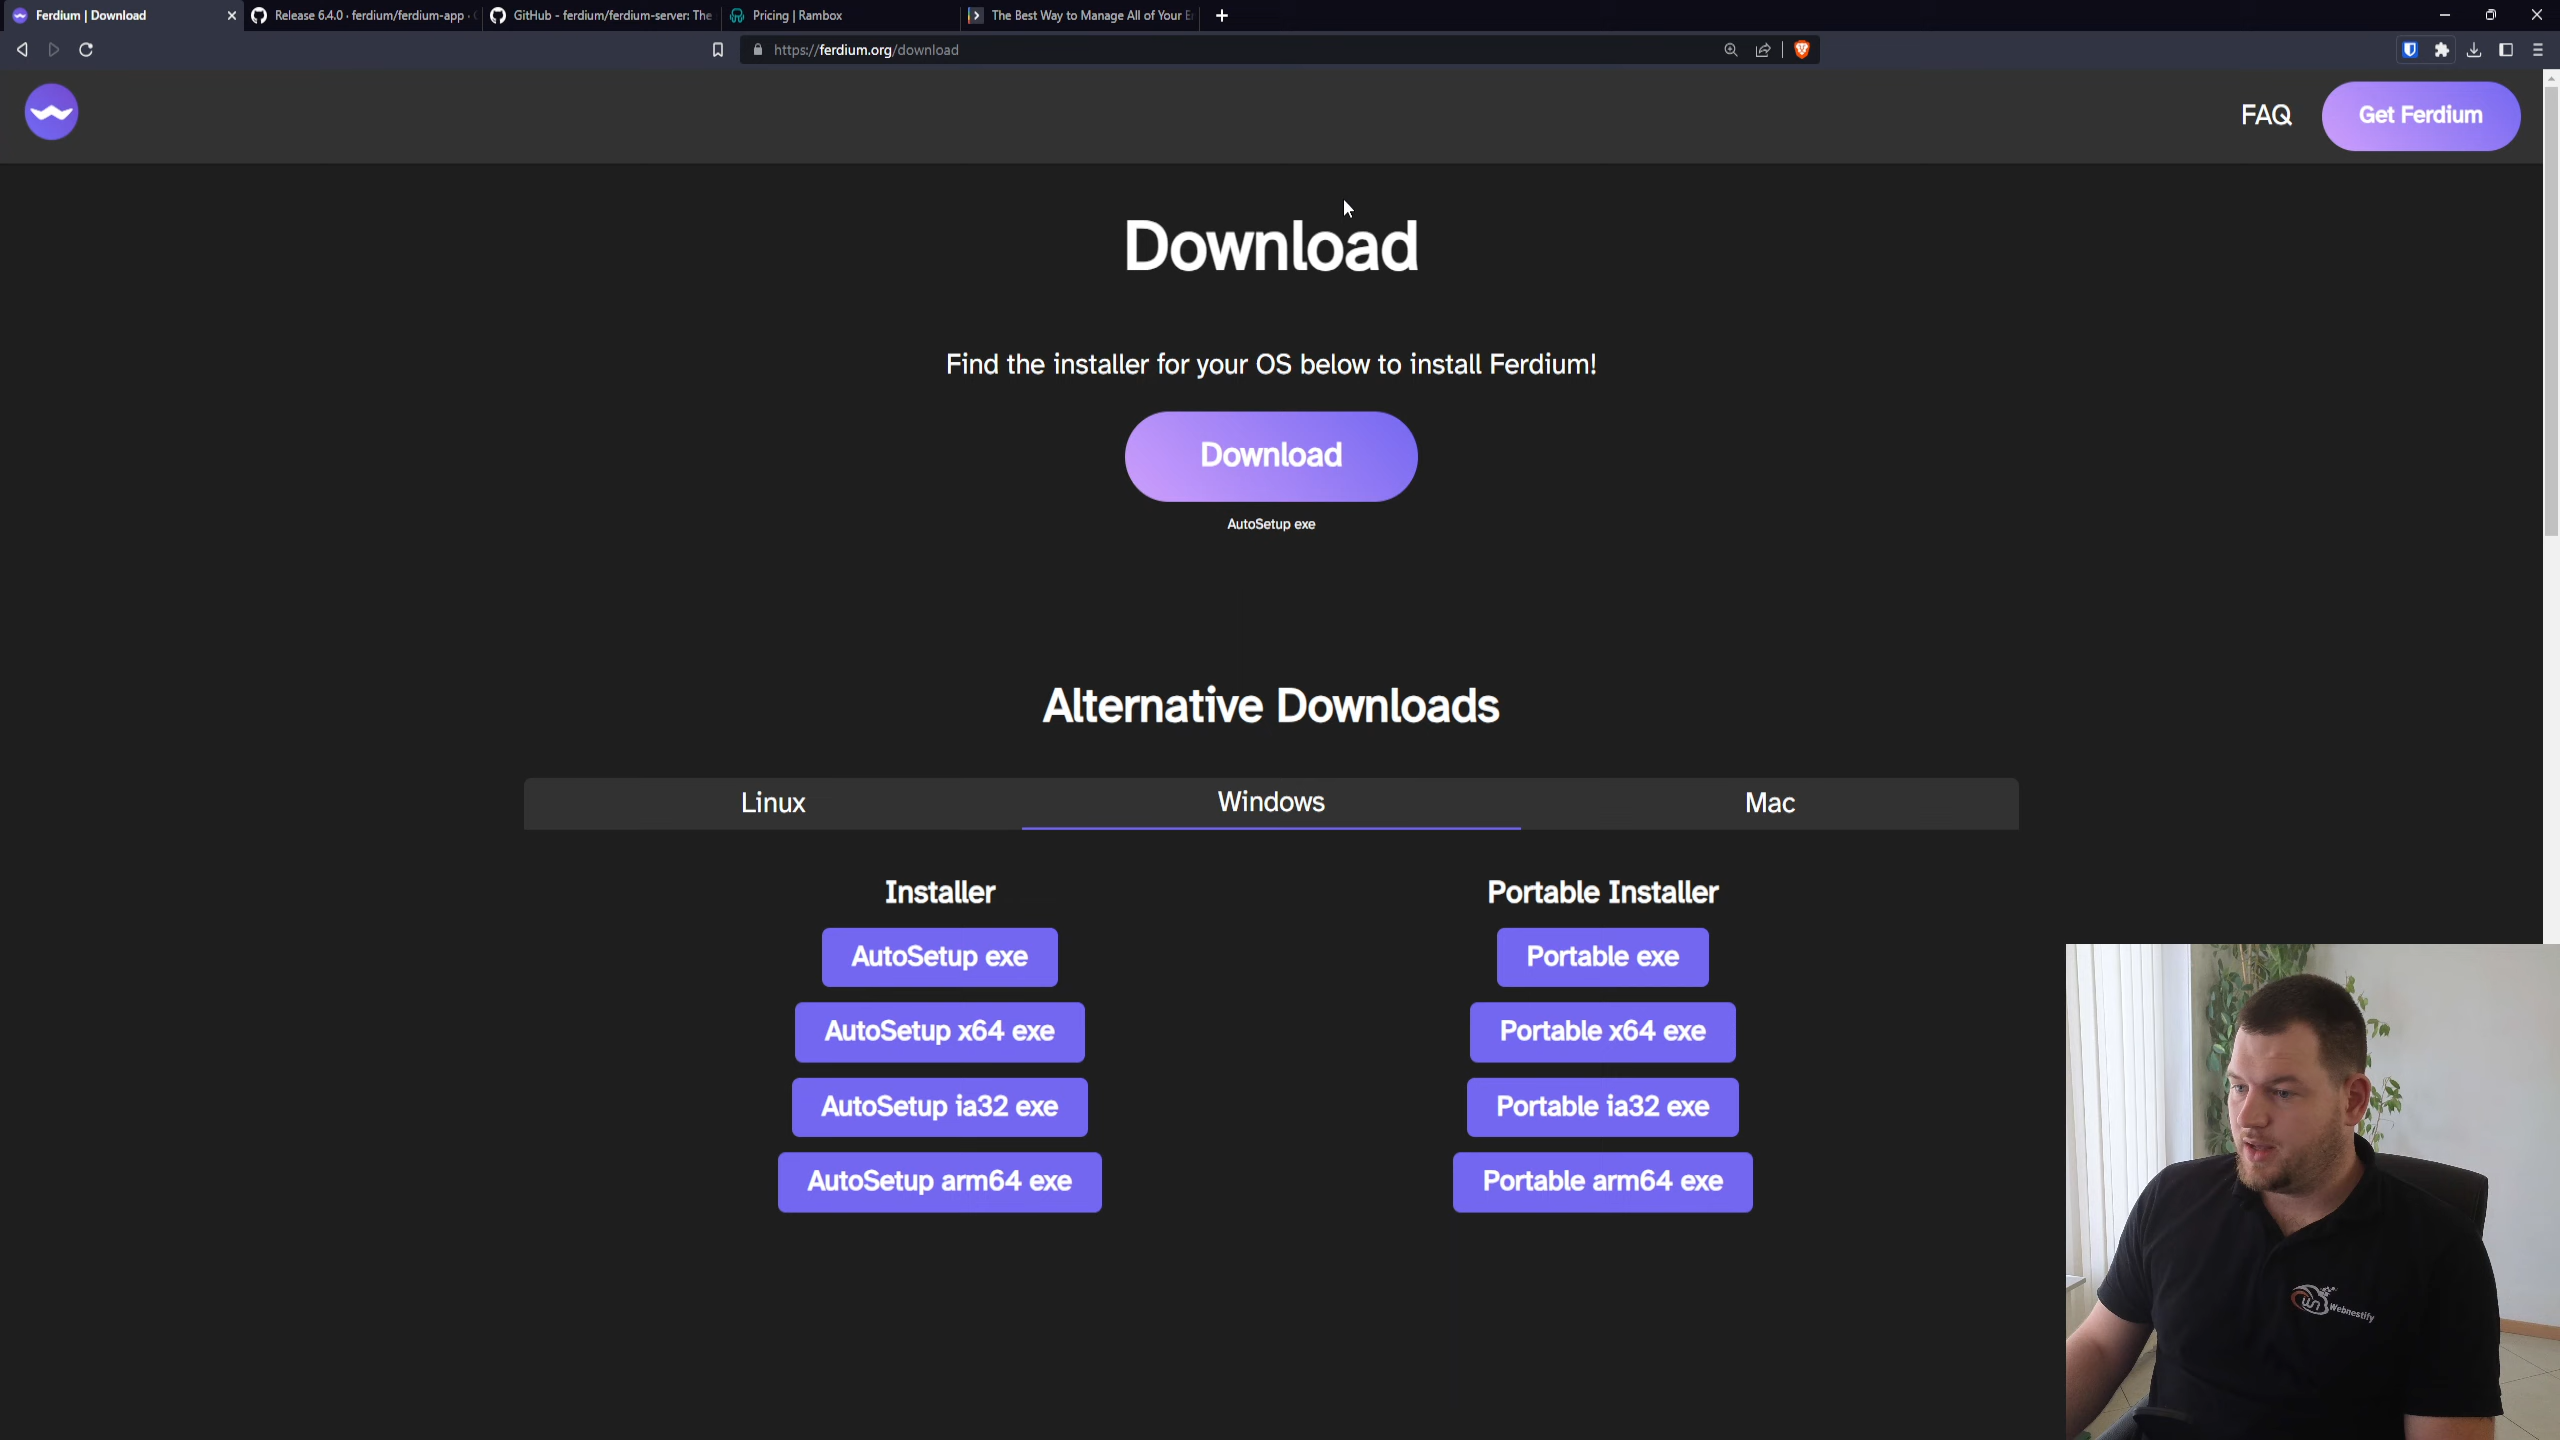 Ferdium | Download
Release 6.4.0 · ferdium/ferdium-app ·
GitHub - ferdium/ferdium-server: The
Pricing | Rambox
The Best Way to Manage All of Your E
https://ferdium.org/download
FAQ
Get Ferdium
Download
Find the installer for your OS below to install Ferdium!
Download
AutoSetup exe
Alternative Downloads
Linux
Windows
Mac
Installer
Portable Installer
AutoSetup exe
Portable exe
AutoSetup x64 exe
Portable x64 exe
AutoSetup ia32 exe
Portable ia32 exe
AutoSetup arm64 exe
Portable arm64 exe
Webnestify